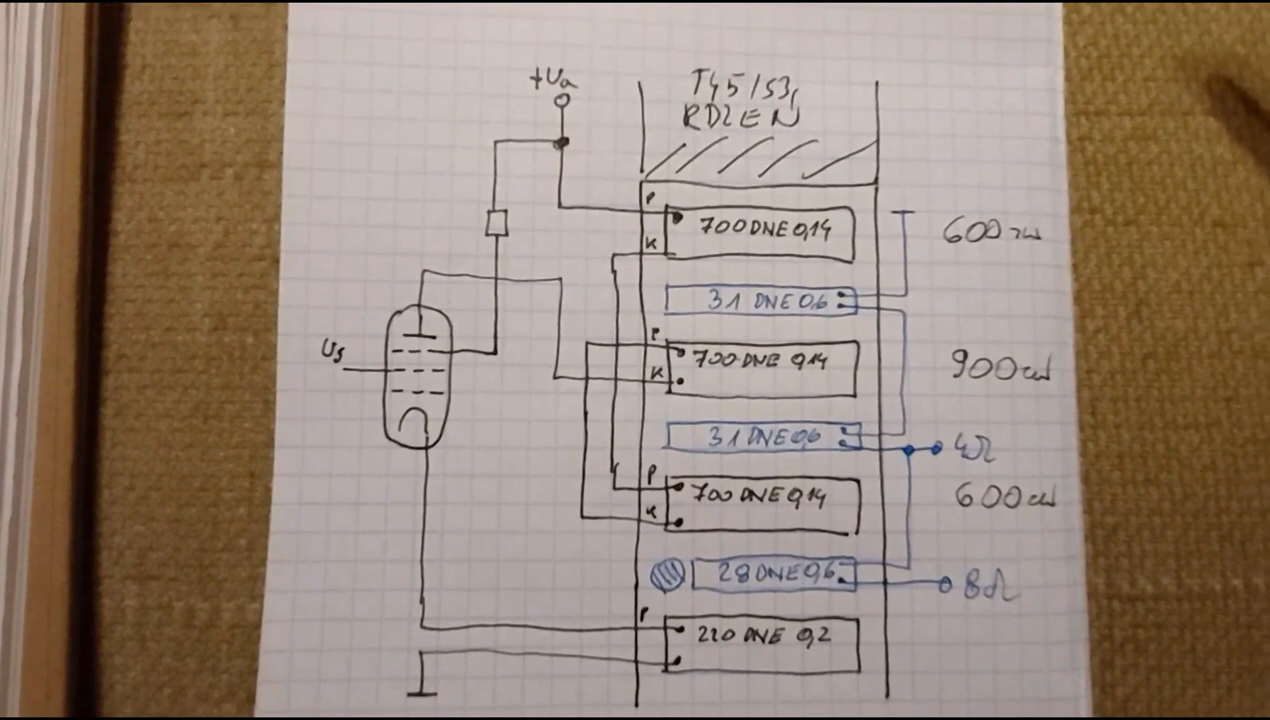 +Ua
T45/53,
RDZEN
P
700 DNE 0,14
600 zw
K
31 DNE 0,6
Us
P
700 DNE 0,14
K
900 zw
31 DNE 0,6
4Ω
P
700 DNE 0,14
600 zw
K
28 DNE 0,6
8Ω
P
220 DNE 0,2